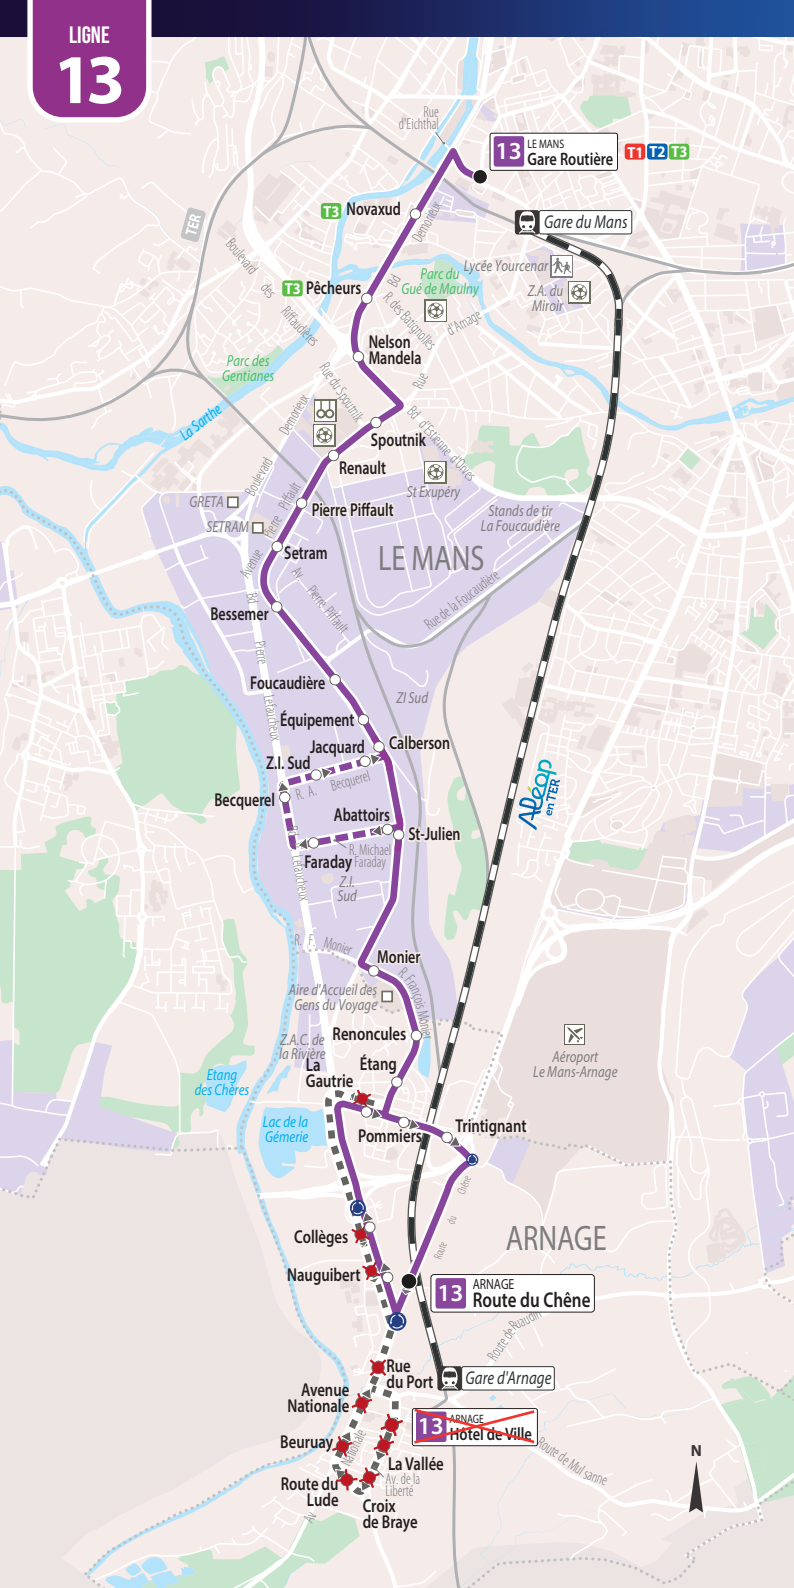 LIGNE
13
Rue
d'Eichthal
13
LE MANS
Gare Routière
T1 T2 T3
T3 Novaxud
Demorieux
Bd
Gare du Mans
TER
Boulevard
des
Riffaudières
Lycée Yourcenar
Parc du
Gué de Maulny
Z.A. du
Miroir
T3 Pêcheurs
R. des Batignolles
d'Arnage
Rue
Nelson
Mandela
Parc des
Gentianes
Rue du Spoutnik
Demorieux
Boulevard
Bd d'Estienne d'Orves
La Sarthe
Spoutnik
Renault
St Exupéry
GRETA
Pierre Piffault
Avenue Pierre Piffault
Stands de tir
La Foucaudière
SETRAM
Setram
LE MANS
Av Pierre Piffault
Rue de la Foucaudière
Bessemer
Bd Pierre Lefaucheux
Foucaudière
ZI Sud
Équipement
Calberson
Jacquard
Z.I. Sud
R. A. Becquerel
Becquerel
Aléop
en TER
Abattoirs
St-Julien
R. Michael
Faraday
Faraday
Bd Lefaucheux
Z.I.
Sud
R. F. Monier
Monier
R. François Monier
Aire d'Accueil des
Gens du Voyage
Renoncules
Z.A.C. de
la Rivière
Aéroport
Le Mans-Arnage
La
Gautrie
Étang
Etang
des Chères
Lac de la
Gémerie
Pommiers
Trintignant
Route du Chêne
Collèges
ARNAGE
Nauguibert
13
ARNAGE
Route du Chêne
Route de Ruaudin
Rue
du Port
Gare d'Arnage
Avenue
Nationale
13
ARNAGE
Hôtel de Ville
Beuruay
Av. Nationale
La Vallée
Route de Mulsanne
Route du
Lude
Av. de la
Liberté
Croix
de Braye
N